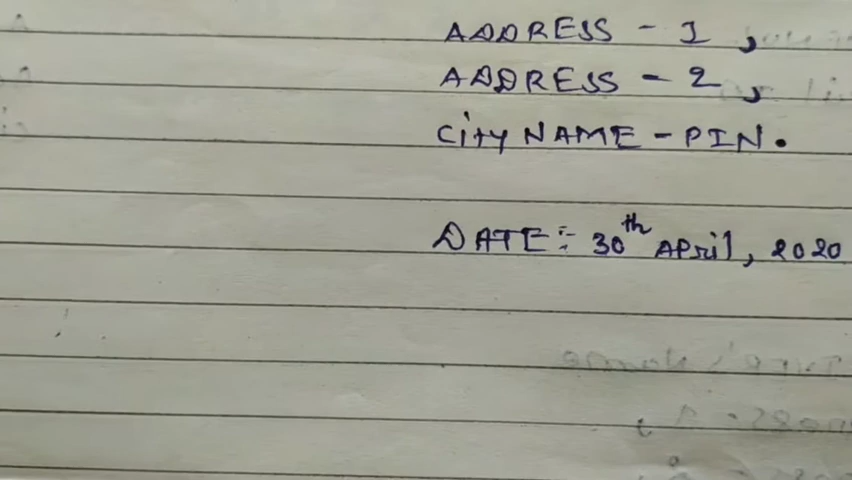 ADDRESS - 1,
ADDRESS - 2,
City NAME - PIN.
DATE :- 30th April, 2020